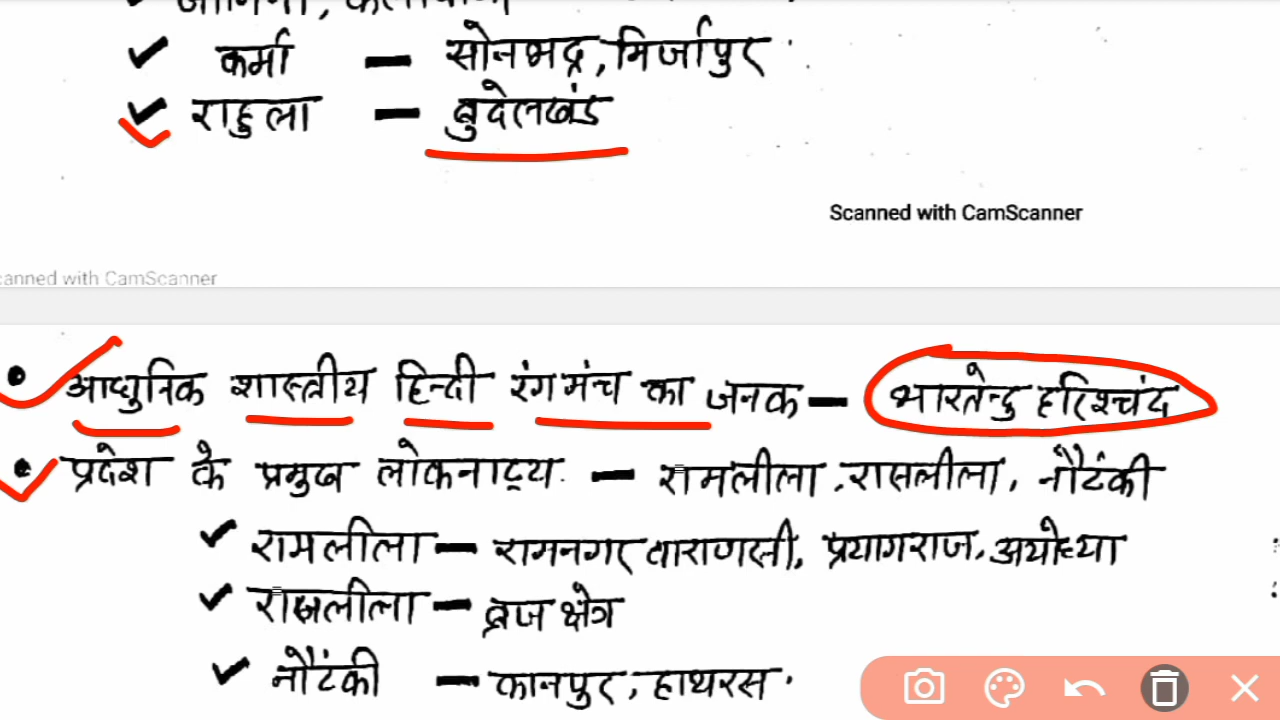 कर्मा – सोनभद्र, मिर्जापुर
राहुला – बुदेलखंड
Scanned with CamScanner
canned with CamScanner
आधुनिक शास्त्रीय हिन्दी रंगमंच का जनक – भारतेन्दु हरिश्चंद
प्रदेश के प्रमुख लोकनाट्य – रामलीला, रासलीला, नौटंकी
रामलीला – रामनगर वाराणसी, प्रयागराज, अयोध्या
रासलीला – ब्रज क्षेत्र
नौटंकी – कानपुर, हाथरस